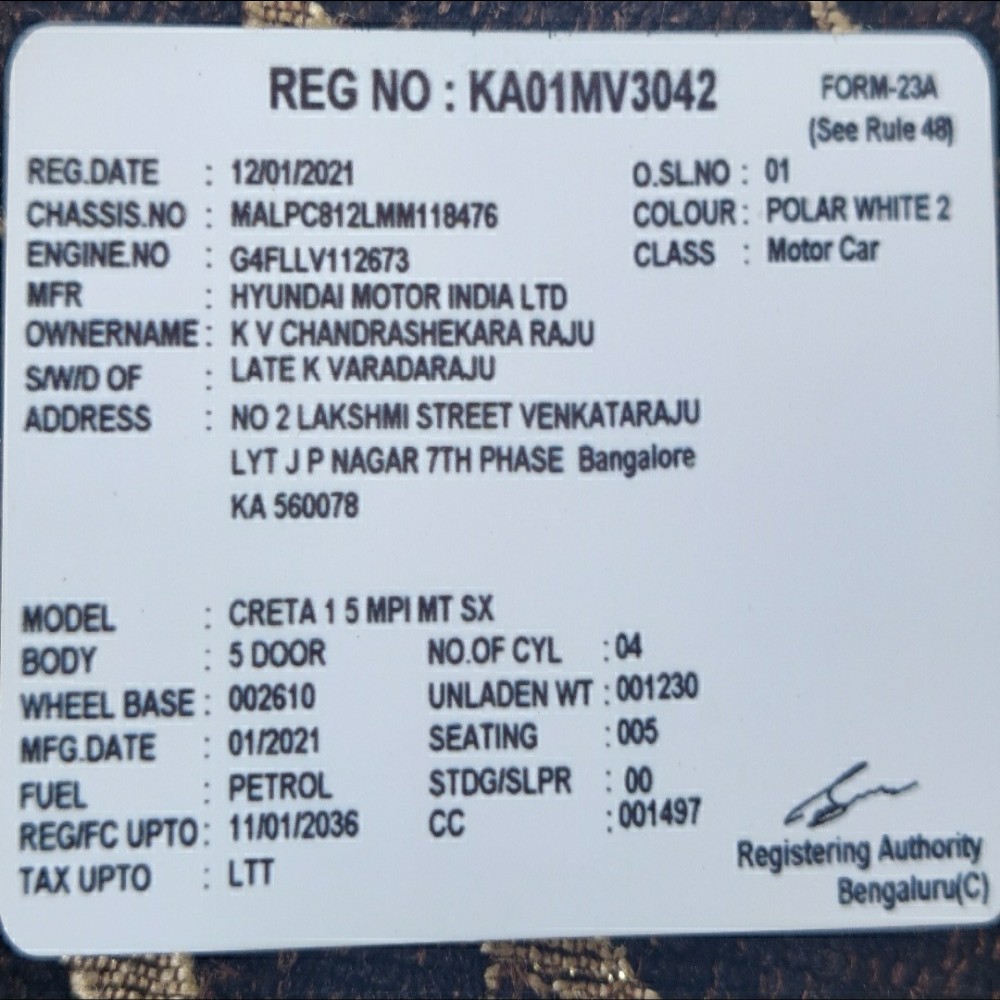 REG NO : KA01MV3042
FORM-23A
(See Rule 48)
REG.DATE : 12/01/2021 O.SL.NO : 01
CHASSIS.NO : MALPC812LMM118476 COLOUR : POLAR WHITE 2
ENGINE.NO : G4FLLV112673 CLASS : Motor Car
MFR : HYUNDAI MOTOR INDIA LTD
OWNERNAME : K V CHANDRASHEKARA RAJU
S/W/D OF : LATE K VARADARAJU
ADDRESS : NO 2 LAKSHMI STREET VENKATARAJU
LYT J P NAGAR 7TH PHASE Bangalore
KA 560078
MODEL : CRETA 1 5 MPI MT SX
BODY : 5 DOOR NO.OF CYL : 04
WHEEL BASE : 002610 UNLADEN WT : 001230
MFG.DATE : 01/2021 SEATING : 005
FUEL : PETROL STDG/SLPR : 00
REG/FC UPTO : 11/01/2036 CC : 001497
TAX UPTO : LTT
Registering Authority
Bengaluru(C)